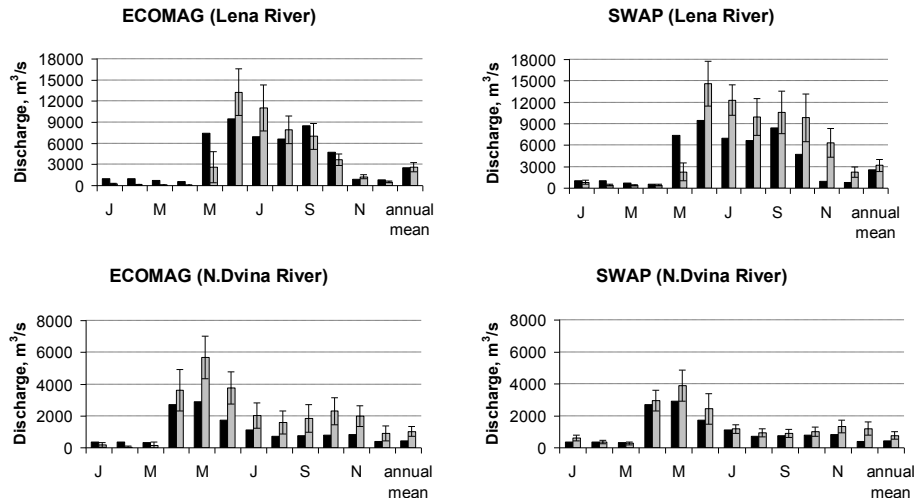 ECOMAG (Lena River)
Discharge, m³/s
18000
15000
12000
9000
6000
3000
0
J M M J S N annual
mean
SWAP (Lena River)
Discharge, m³/s
18000
15000
12000
9000
6000
3000
0
J M M J S N annual
mean
ECOMAG (N.Dvina River)
Discharge, m³/s
8000
6000
4000
2000
0
J M M J S N annual
mean
SWAP (N.Dvina River)
Discharge, m³/s
8000
6000
4000
2000
0
J M M J S N annual
mean